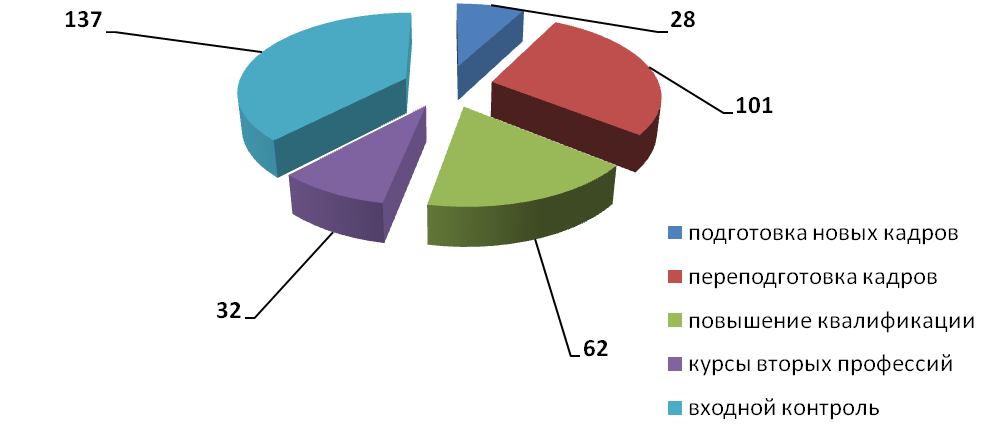 137
28
101
32
62
подготовка новых кадров
переподготовка кадров
повышение квалификации
курсы вторых профессий
входной контроль